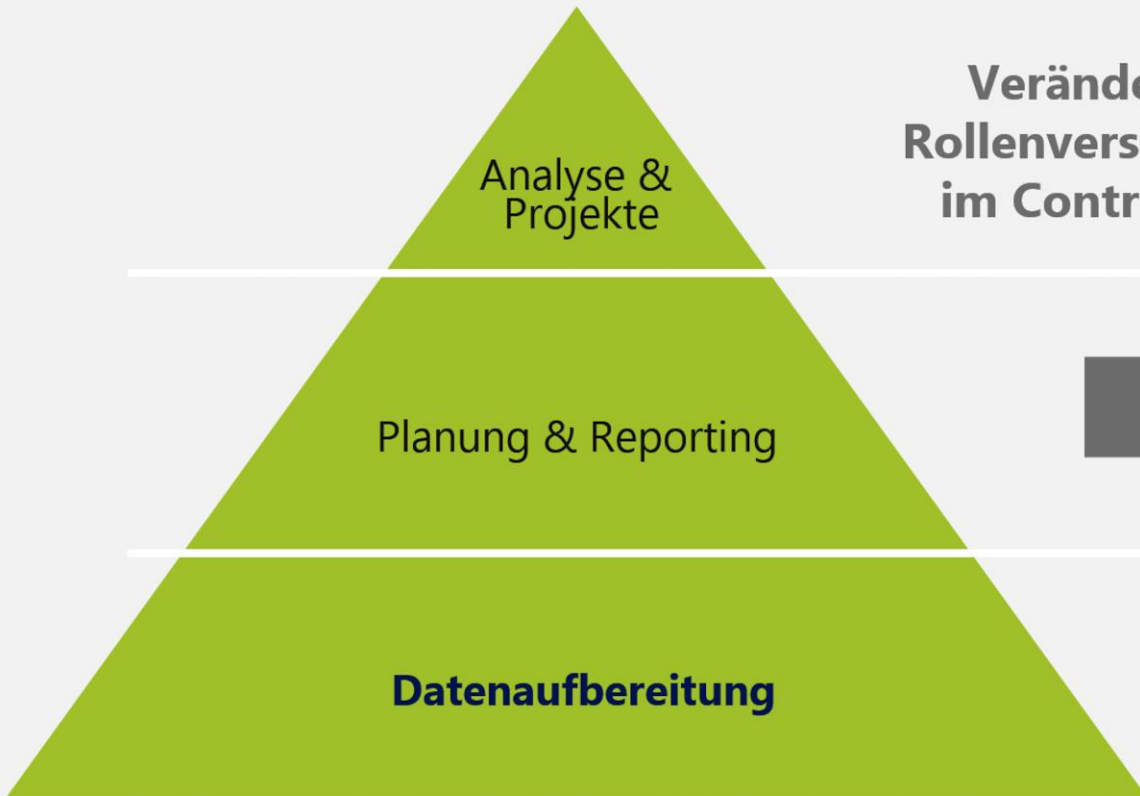 Verände
Rollenvers
im Contr
Analyse &
Projekte
Planung & Reporting
Datenaufbereitung